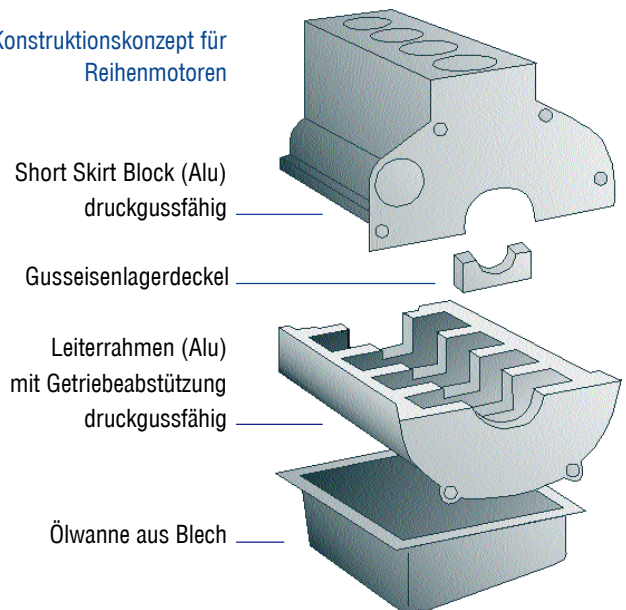 Konstruktionskonzept für
Reihenmotoren
Short Skirt Block (Alu)
druckgussfähig
Gusseisenlagerdeckel
Leiterrahmen (Alu)
mit Getriebeabstützung
druckgussfähig
Ölwanne aus Blech